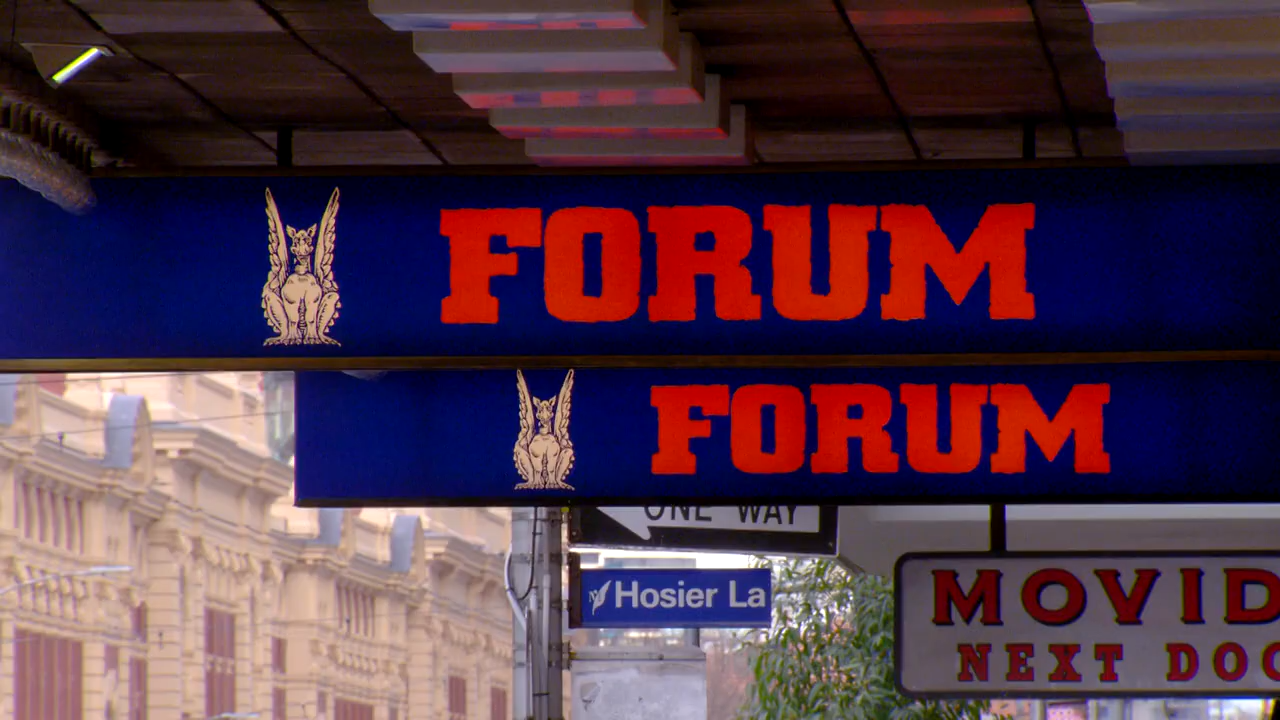 FORUM
FORUM
ONE WAY
Hosier La
MOVID
NEXT DOO